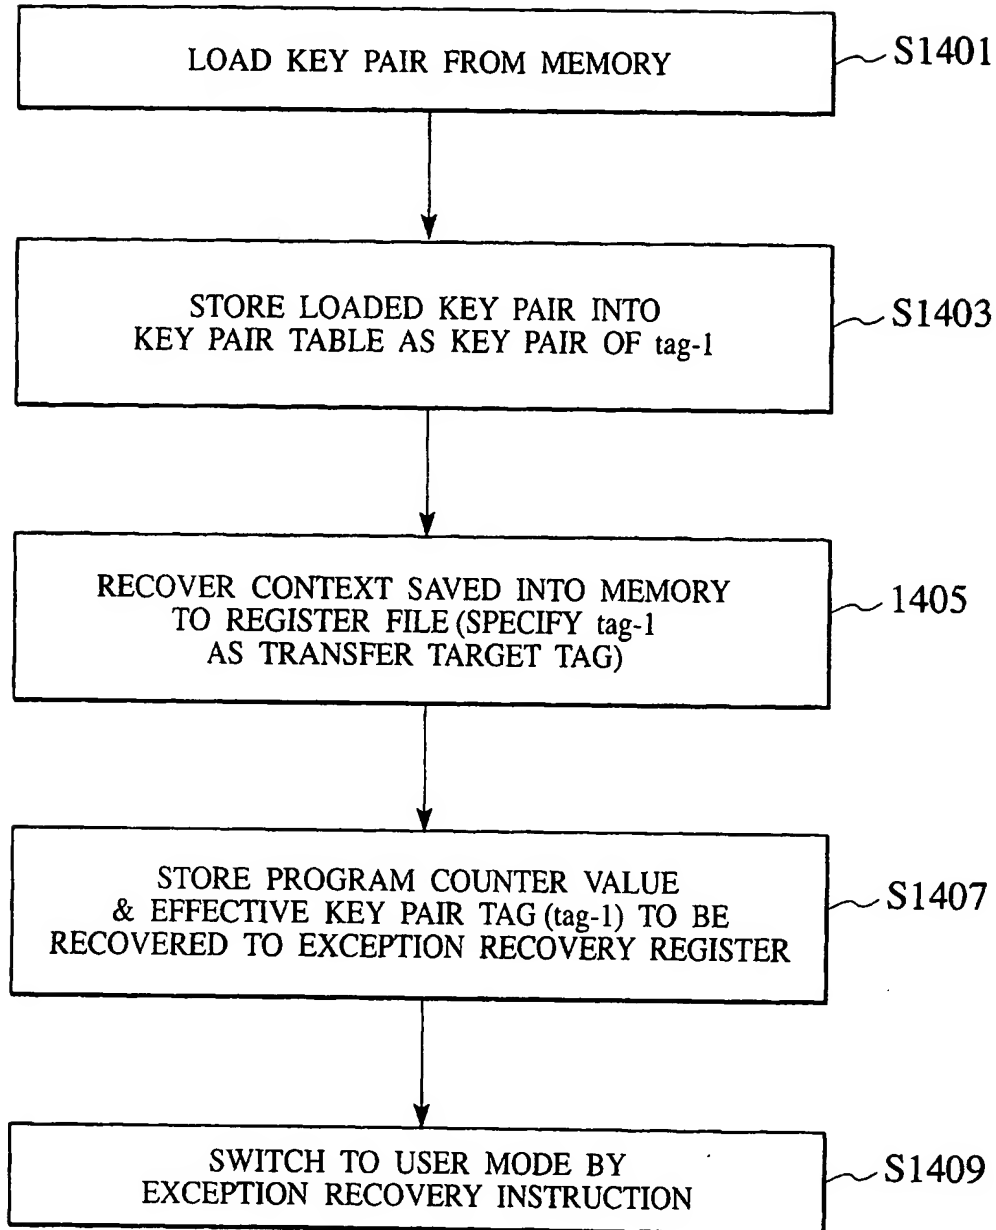 LOAD KEY PAIR FROM MEMORY
S1401
STORE LOADED KEY PAIR INTO
KEY PAIR TABLE AS KEY PAIR OF tag-1
S1403
RECOVER CONTEXT SAVED INTO MEMORY
TO REGISTER FILE (SPECIFY tag-1
AS TRANSFER TARGET TAG)
1405
STORE PROGRAM COUNTER VALUE
& EFFECTIVE KEY PAIR TAG (tag-1) TO BE
RECOVERED TO EXCEPTION RECOVERY REGISTER
S1407
SWITCH TO USER MODE BY
EXCEPTION RECOVERY INSTRUCTION
S1409